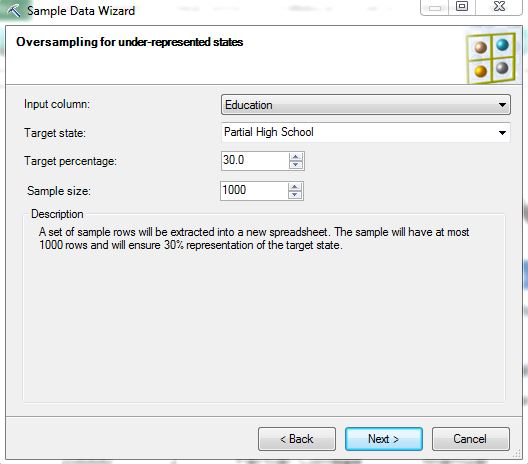 Sample Data Wizard
Oversampling for under-represented states
Input column: Education
Target state: Partial High School
Target percentage: 30.0
Sample size: 1000
Description
A set of sample rows will be extracted into a new spreadsheet. The sample will have at most
1000 rows and will ensure 30% representation of the target state.
< Back Next > Cancel